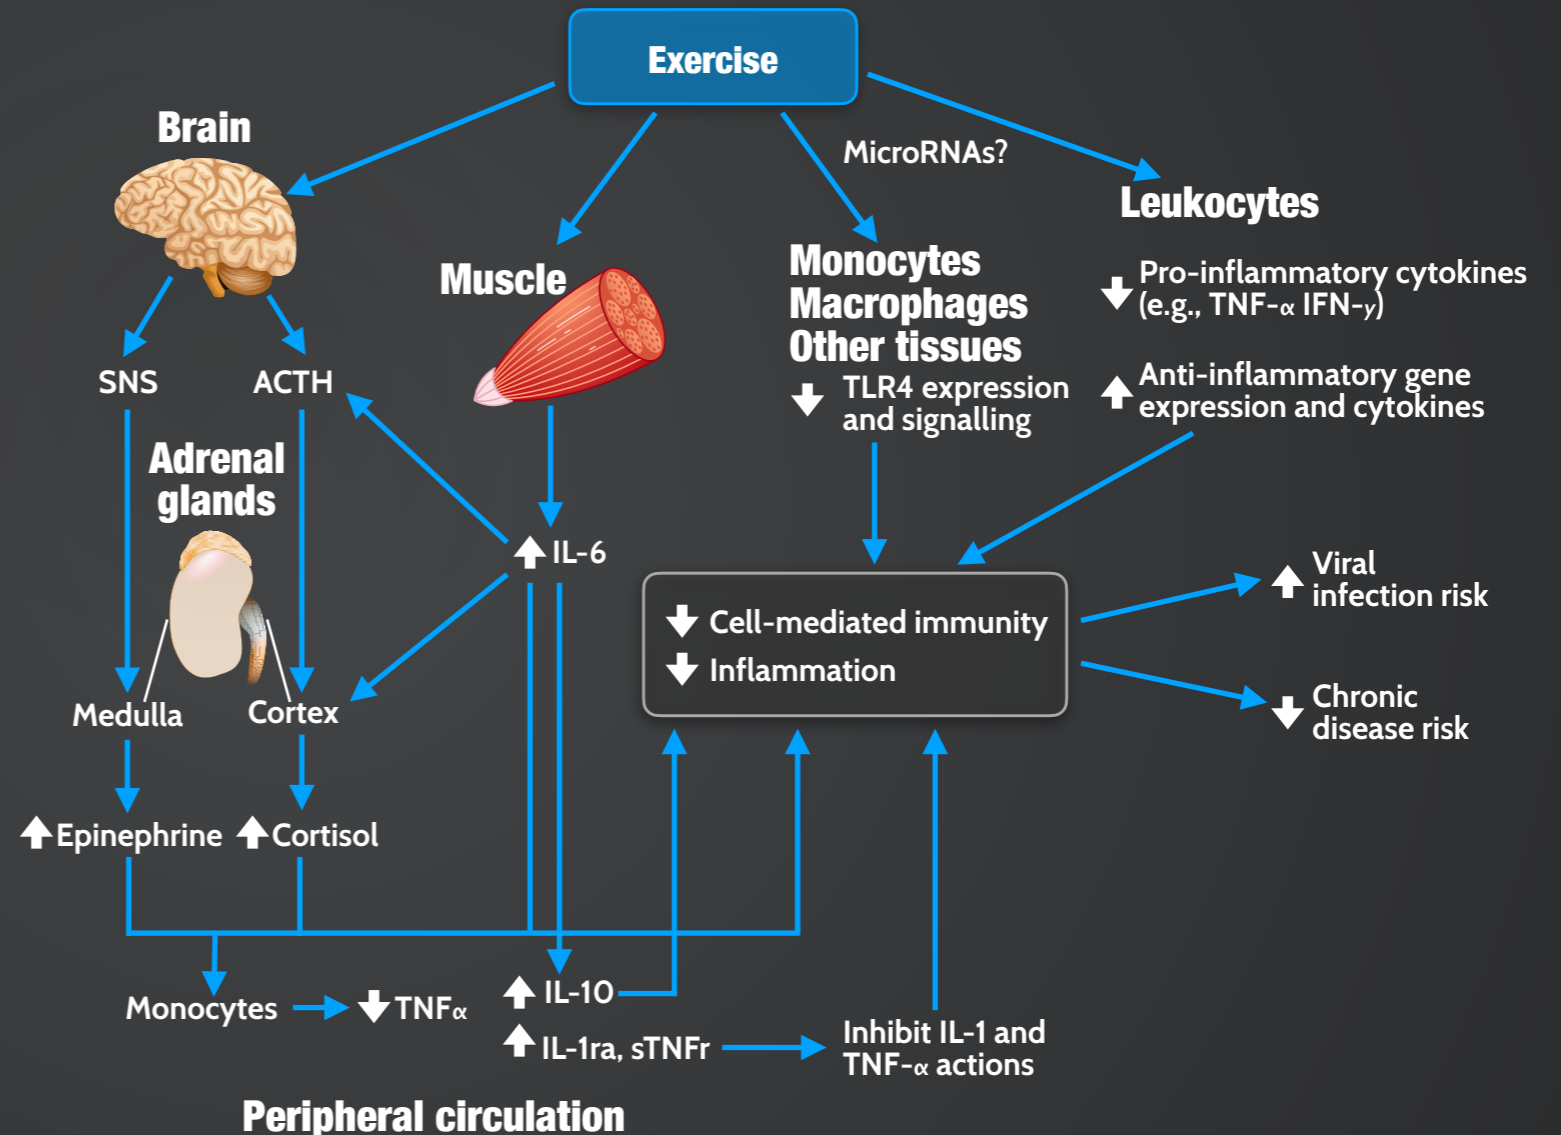 Exercise
Brain
MicroRNAs?
Leukocytes
Muscle
Monocytes
Macrophages
Other tissues
TLR4 expression
and signalling
Pro-inflammatory cytokines
(e.g., TNF-α IFN-γ)
Anti-inflammatory gene
expression and cytokines
SNS
ACTH
Adrenal
glands
IL-6
Medulla
Cortex
Cell-mediated immunity
Inflammation
Viral
infection risk
Chronic
disease risk
Epinephrine
Cortisol
Monocytes
TNFα
IL-10
IL-1ra, sTNFr
Inhibit IL-1 and
TNF-α actions
Peripheral circulation